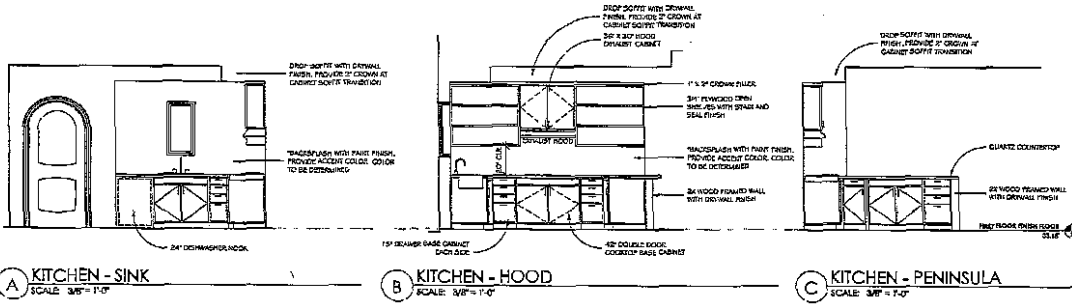 DROP SOFFIT WITH DRYWALL
FINISH. PROVIDE 2" CROWN AT
CABINET SOFFIT TRANSITION
"BACKSPLASH WITH PAINT FINISH.
PROVIDE ACCENT COLOR. COLOR
TO BE DETERMINED
24" DISHWASHER NOOK
A
KITCHEN - SINK
SCALE: 3/8" = 1'-0"
DROP SOFFIT WITH DRYWALL
FINISH. PROVIDE 2" CROWN AT
CABINET SOFFIT TRANSITION
HOOD
EXHAUST CABINET
1" X 2" CROWN FILLER
3/4" PLYWOOD OPEN
SHELVES WITH STAIN AND
SEAL FINISH
EXHAUST HOOD
30" CLR.
"BACKSPLASH WITH PAINT FINISH.
PROVIDE ACCENT COLOR. COLOR
TO BE DETERMINED
2X WOOD FRAMED WALL
WITH DRYWALL FINISH
15" DRAWER BASE CABINET
EACH SIDE
42" DOUBLE DOOR
COOKTOP BASE CABINET
B
KITCHEN - HOOD
SCALE: 3/8" = 1'-0"
DROP SOFFIT WITH DRYWALL
FINISH. PROVIDE 2" CROWN AT
CABINET SOFFIT TRANSITION
QUARTZ COUNTERTOP
2X WOOD FRAMED WALL
WITH DRYWALL FINISH
FIRST FLOOR FINISH FLOOR
C
KITCHEN - PENINSULA
SCALE: 3/8" = 1'-0"